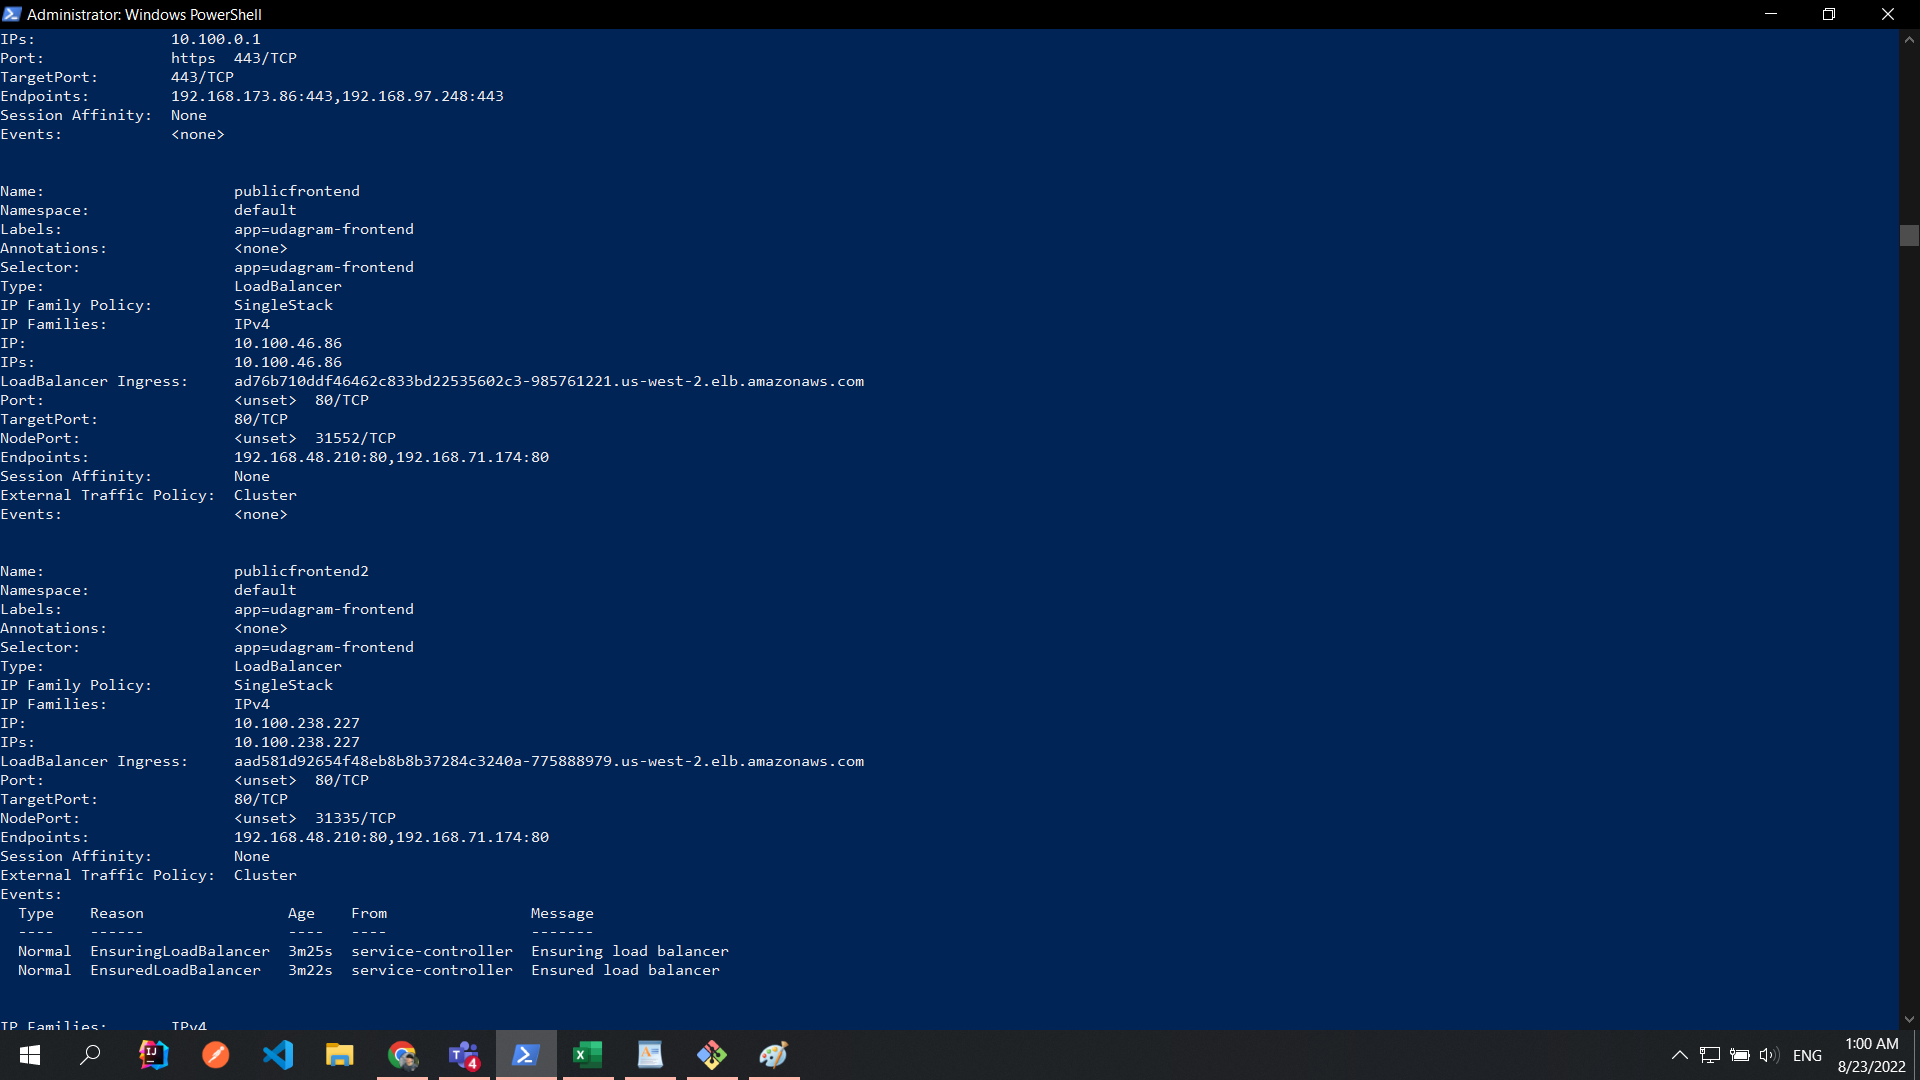 Administrator: Windows PowerShell
IPs: 10.100.0.1
Port: https 443/TCP
TargetPort: 443/TCP
Endpoints: 192.168.173.86:443,192.168.97.248:443
Session Affinity: None
Events: <none>
Name: publicfrontend
Namespace: default
Labels: app=udagram-frontend
Annotations: <none>
Selector: app=udagram-frontend
Type: LoadBalancer
IP Family Policy: SingleStack
IP Families: IPv4
IP: 10.100.46.86
IPs: 10.100.46.86
LoadBalancer Ingress: ad76b710ddf46462c833bd22535602c3-985761221.us-west-2.elb.amazonaws.com
Port: <unset> 80/TCP
TargetPort: 80/TCP
NodePort: <unset> 31552/TCP
Endpoints: 192.168.48.210:80,192.168.71.174:80
Session Affinity: None
External Traffic Policy: Cluster
Events: <none>
Name: publicfrontend2
Namespace: default
Labels: app=udagram-frontend
Annotations: <none>
Selector: app=udagram-frontend
Type: LoadBalancer
IP Family Policy: SingleStack
IP Families: IPv4
IP: 10.100.238.227
IPs: 10.100.238.227
LoadBalancer Ingress: aad581d92654f48eb8b8b37284c3240a-775888979.us-west-2.elb.amazonaws.com
Port: <unset> 80/TCP
TargetPort: 80/TCP
NodePort: <unset> 31335/TCP
Endpoints: 192.168.48.210:80,192.168.71.174:80
Session Affinity: None
External Traffic Policy: Cluster
Events:
Type Reason Age From Message
---- ------ ---- ---- -------
Normal EnsuringLoadBalancer 3m25s service-controller Ensuring load balancer
Normal EnsuredLoadBalancer 3m22s service-controller Ensured load balancer
IP Families: IPv4
4
ENG
1:00 AM
8/23/2022